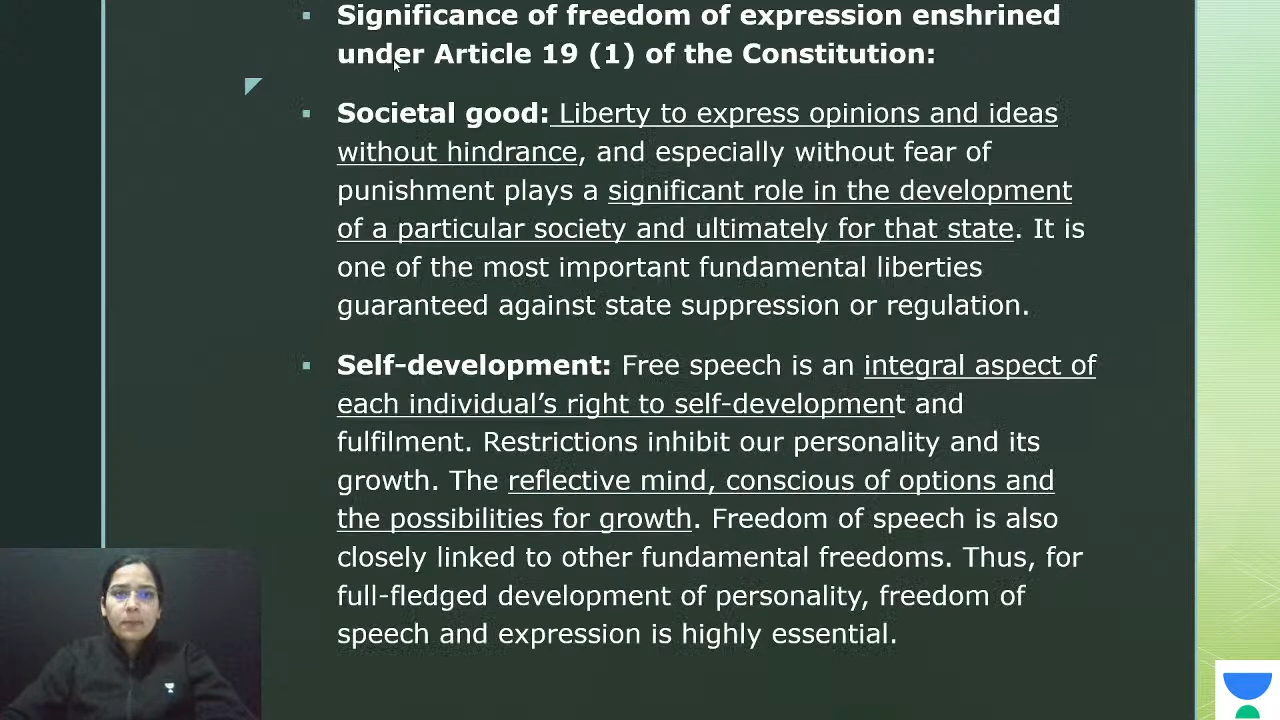 Significance of freedom of expression enshrined
under Article 19 (1) of the Constitution:
Societal good: Liberty to express opinions and ideas
without hindrance, and especially without fear of
punishment plays a significant role in the development
of a particular society and ultimately for that state. It is
one of the most important fundamental liberties
guaranteed against state suppression or regulation.
Self-development: Free speech is an integral aspect of
each individual’s right to self-development and
fulfilment. Restrictions inhibit our personality and its
growth. The reflective mind, conscious of options and
the possibilities for growth. Freedom of speech is also
closely linked to other fundamental freedoms. Thus, for
full-fledged development of personality, freedom of
speech and expression is highly essential.